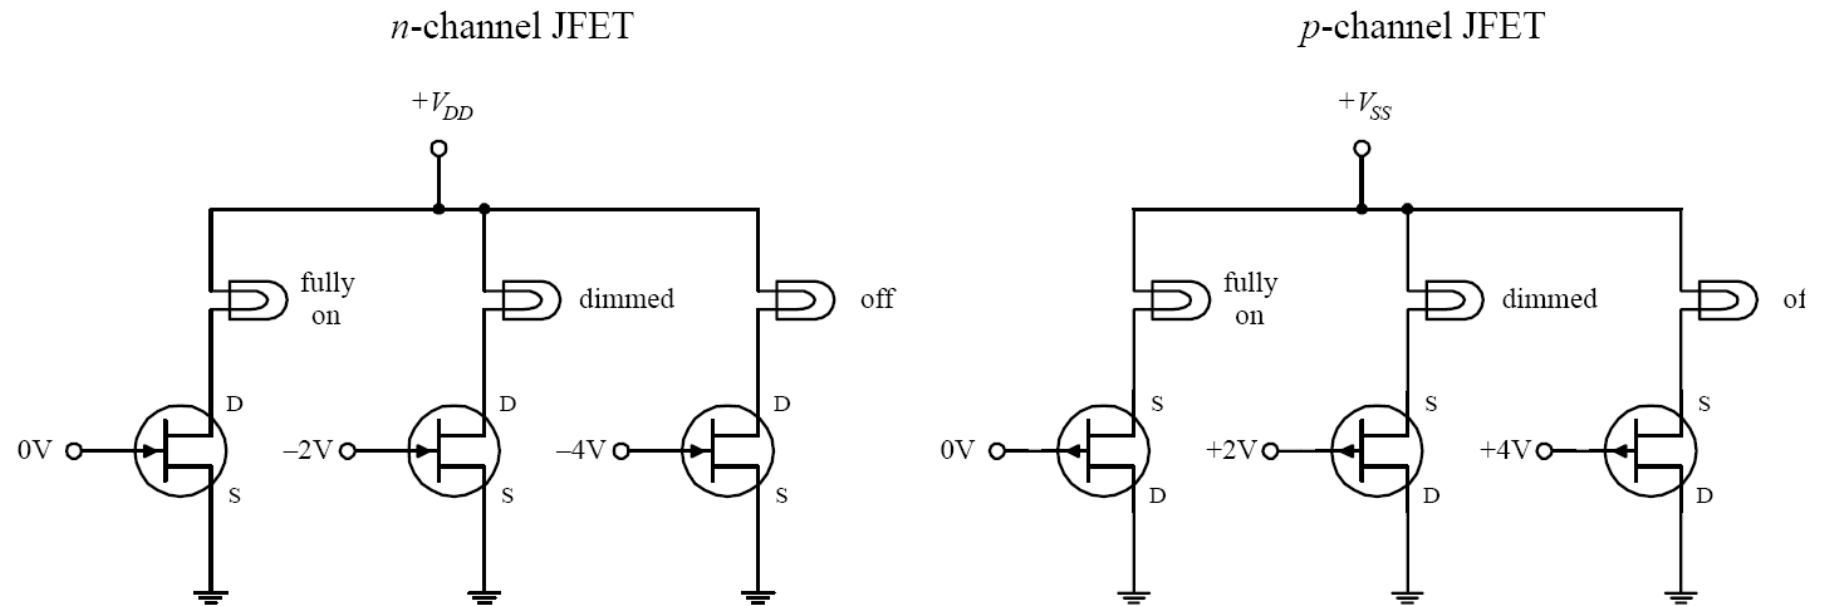 n-channel JFET
+VDD
fully
on
dimmed
off
D
D
D
0V
–2V
–4V
S
S
S
p-channel JFET
+VSS
fully
on
dimmed
of
S
S
S
0V
+2V
+4V
D
D
D